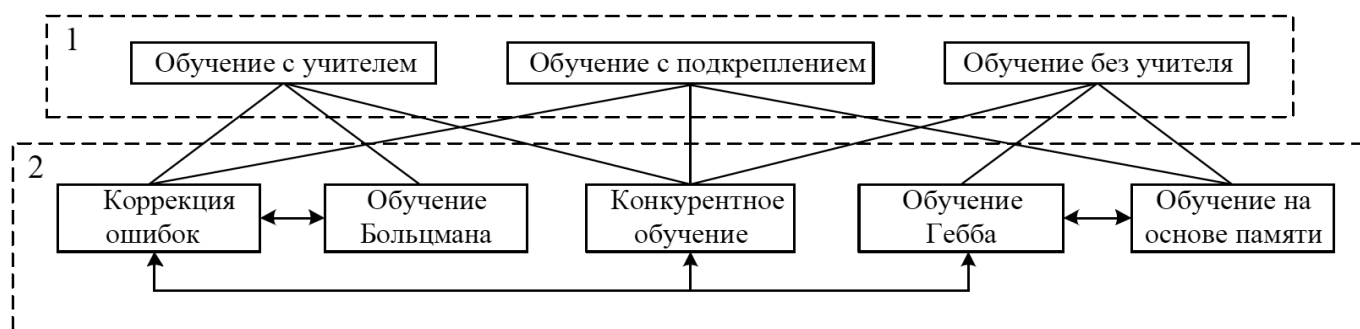 1
Обучение с учителем
Обучение с подкреплением
Обучение без учителя
2
Коррекция
ошибок
Обучение
Больцмана
Конкурентное
обучение
Обучение
Гебба
Обучение на
основе памяти